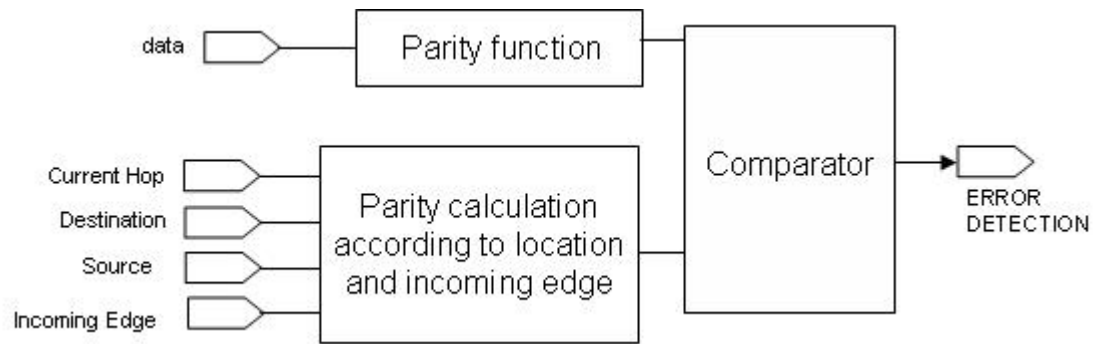 data
Parity function
Current Hop
Destination
Source
Incoming Edge
Parity calculation
according to location
and incoming edge
Comparator
ERROR
DETECTION